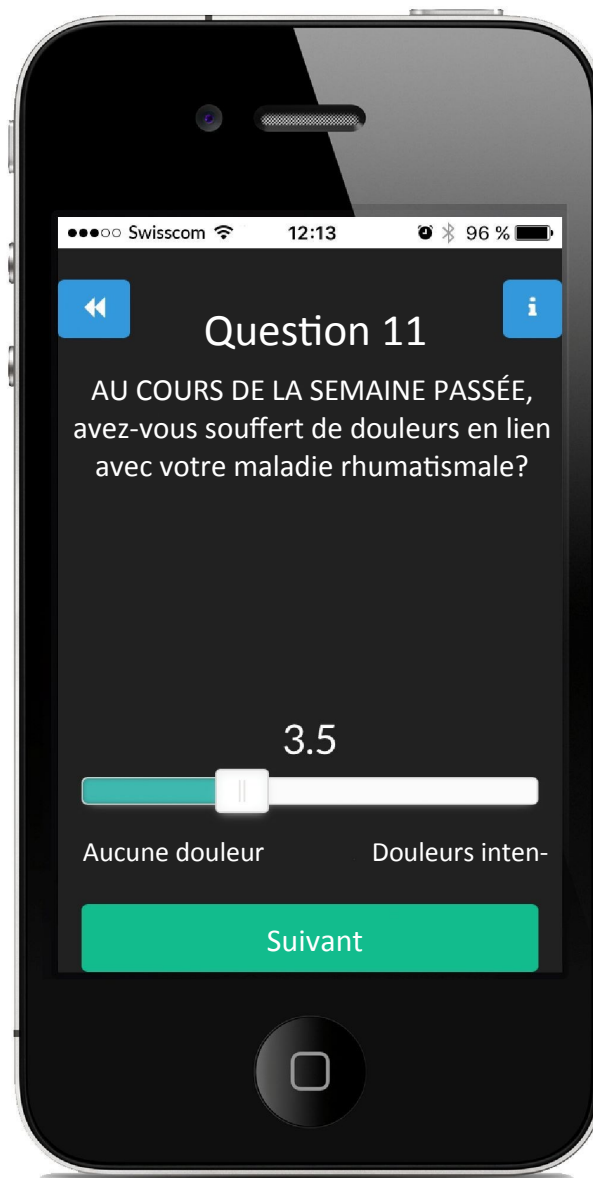 ●●●○○ Swisscom 12:13 96 %
Question 11
AU COURS DE LA SEMAINE PASSÉE,
avez-vous souffert de douleurs en lien
avec votre maladie rhumatismale?
3.5
Aucune douleur Douleurs inten-
Suivant